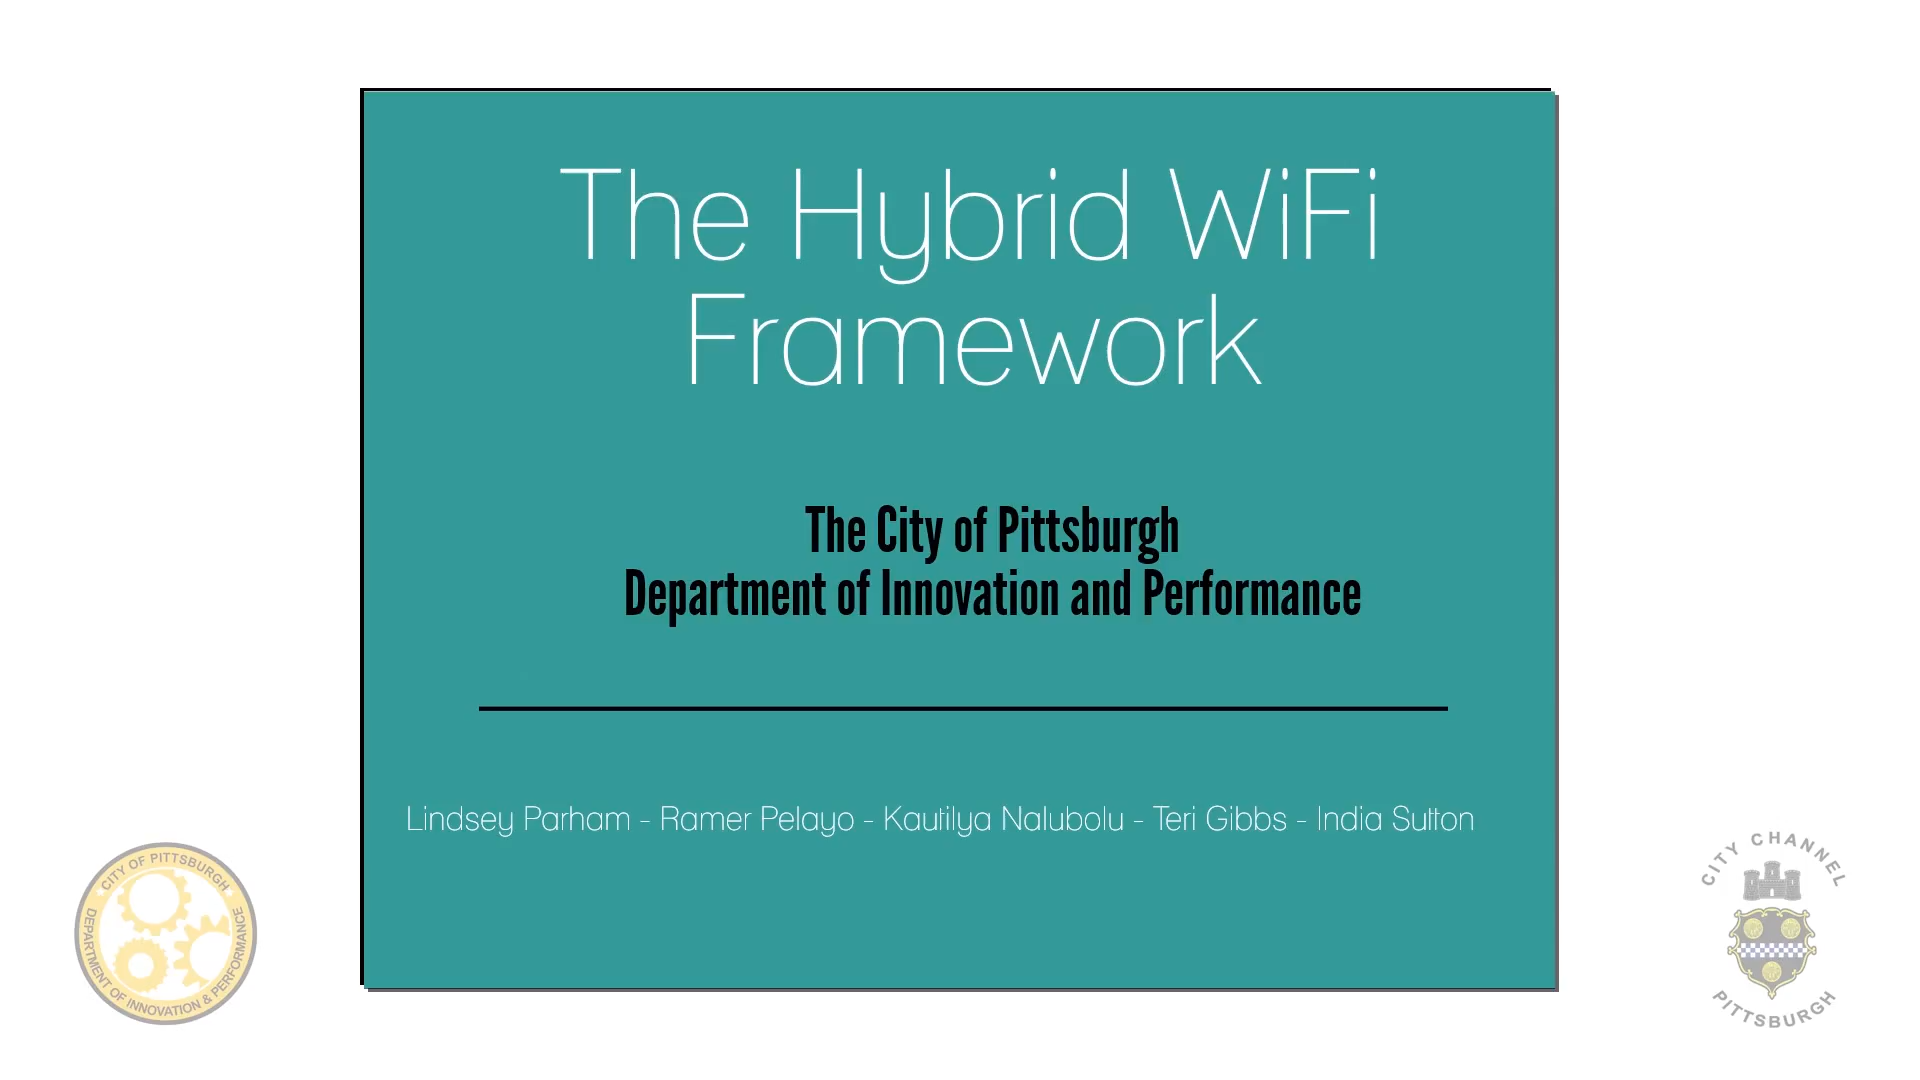 The Hybrid WiFi
Framework
The City of Pittsburgh
Department of Innovation and Performance
Lindsey Parham - Ramer Pelayo - Kautilya Nalubolu - Teri Gibbs - India Sutton
CITY OF PITTSBURGH
DEPARTMENT OF INNOVATION & PERFORMANCE
CITY CHANNEL
PITTSBURGH